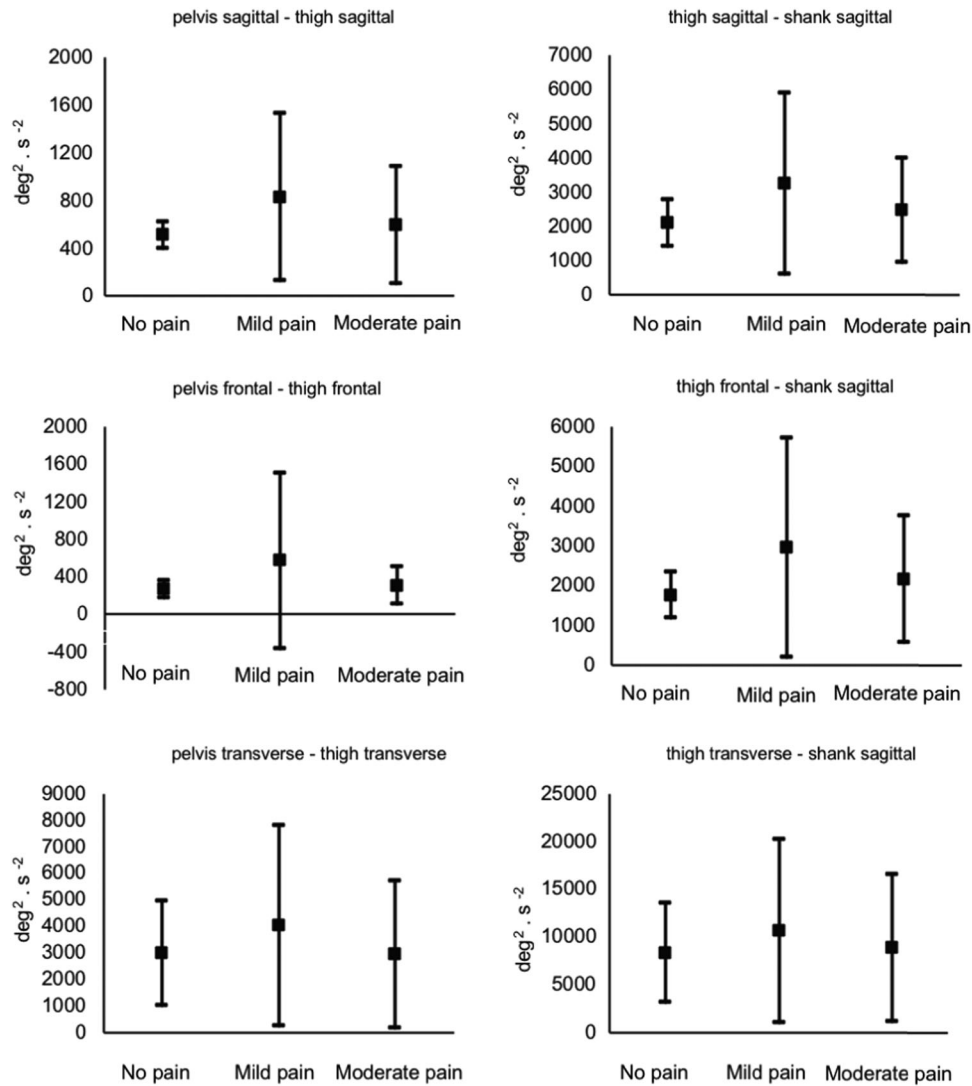 pelvis sagittal - thigh sagittal
deg² . s -2
2000
1600
1200
800
400
0
No pain Mild pain Moderate pain
thigh sagittal - shank sagittal
deg² . s -2
7000
6000
5000
4000
3000
2000
1000
0
No pain Mild pain Moderate pain
pelvis frontal - thigh frontal
deg² . s -2
2000
1600
1200
800
400
0
-400
-800
No pain Mild pain Moderate pain
thigh frontal - shank sagittal
deg² . s -2
6000
5000
4000
3000
2000
1000
0
No pain Mild pain Moderate pain
pelvis transverse - thigh transverse
deg² . s -2
9000
8000
7000
6000
5000
4000
3000
2000
1000
0
No pain Mild pain Moderate pain
thigh transverse - shank sagittal
deg² . s -2
25000
20000
15000
10000
5000
0
No pain Mild pain Moderate pain